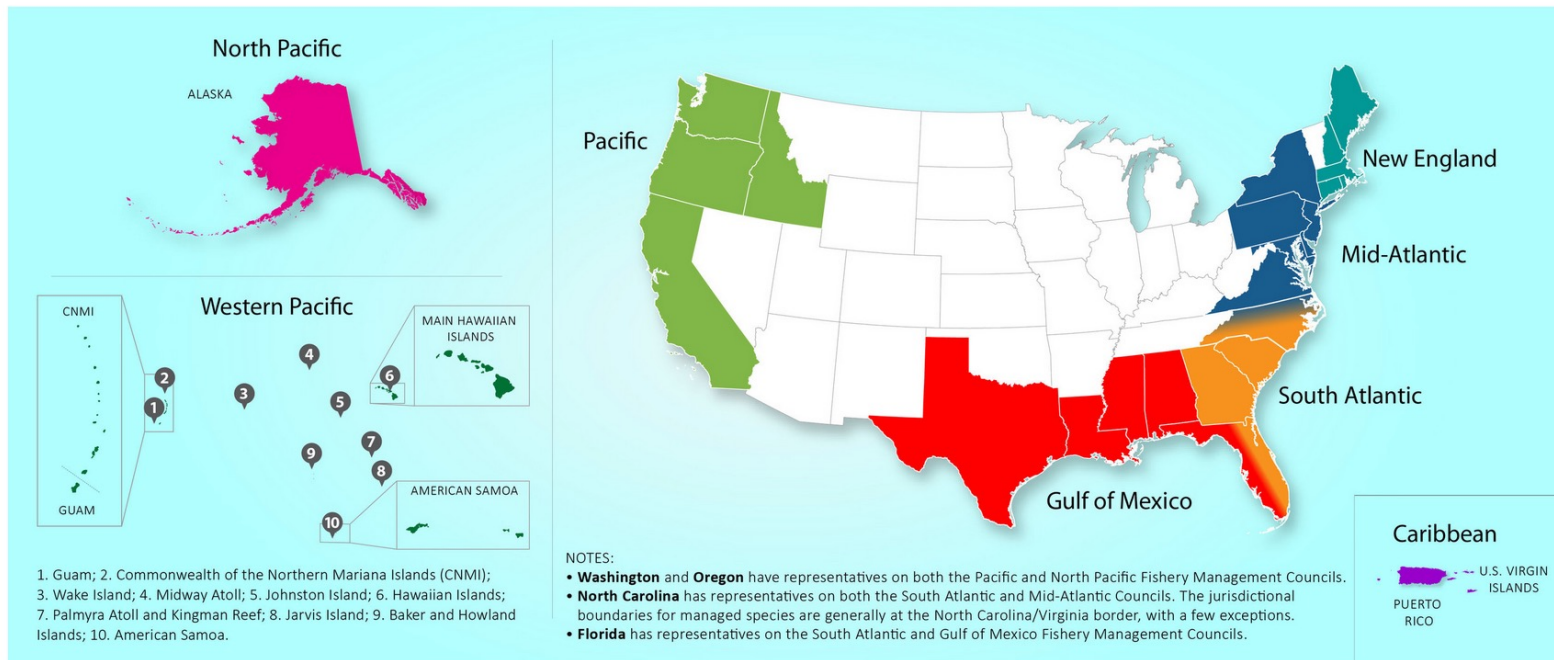 North Pacific
ALASKA
Western Pacific
CNMI
GUAM
MAIN HAWAIIAN
ISLANDS
AMERICAN SAMOA
1
2
3
4
5
6
7
8
9
10
1. Guam; 2. Commonwealth of the Northern Mariana Islands (CNMI);
3. Wake Island; 4. Midway Atoll; 5. Johnston Island; 6. Hawaiian Islands;
7. Palmyra Atoll and Kingman Reef; 8. Jarvis Island; 9. Baker and Howland
Islands; 10. American Samoa.
Pacific
New England
Mid-Atlantic
South Atlantic
Gulf of Mexico
Caribbean
U.S. VIRGIN
ISLANDS
PUERTO
RICO
NOTES:
• Washington and Oregon have representatives on both the Pacific and North Pacific Fishery Management Councils.
• North Carolina has representatives on both the South Atlantic and Mid-Atlantic Councils. The jurisdictional
boundaries for managed species are generally at the North Carolina/Virginia border, with a few exceptions.
• Florida has representatives on the South Atlantic and Gulf of Mexico Fishery Management Councils.